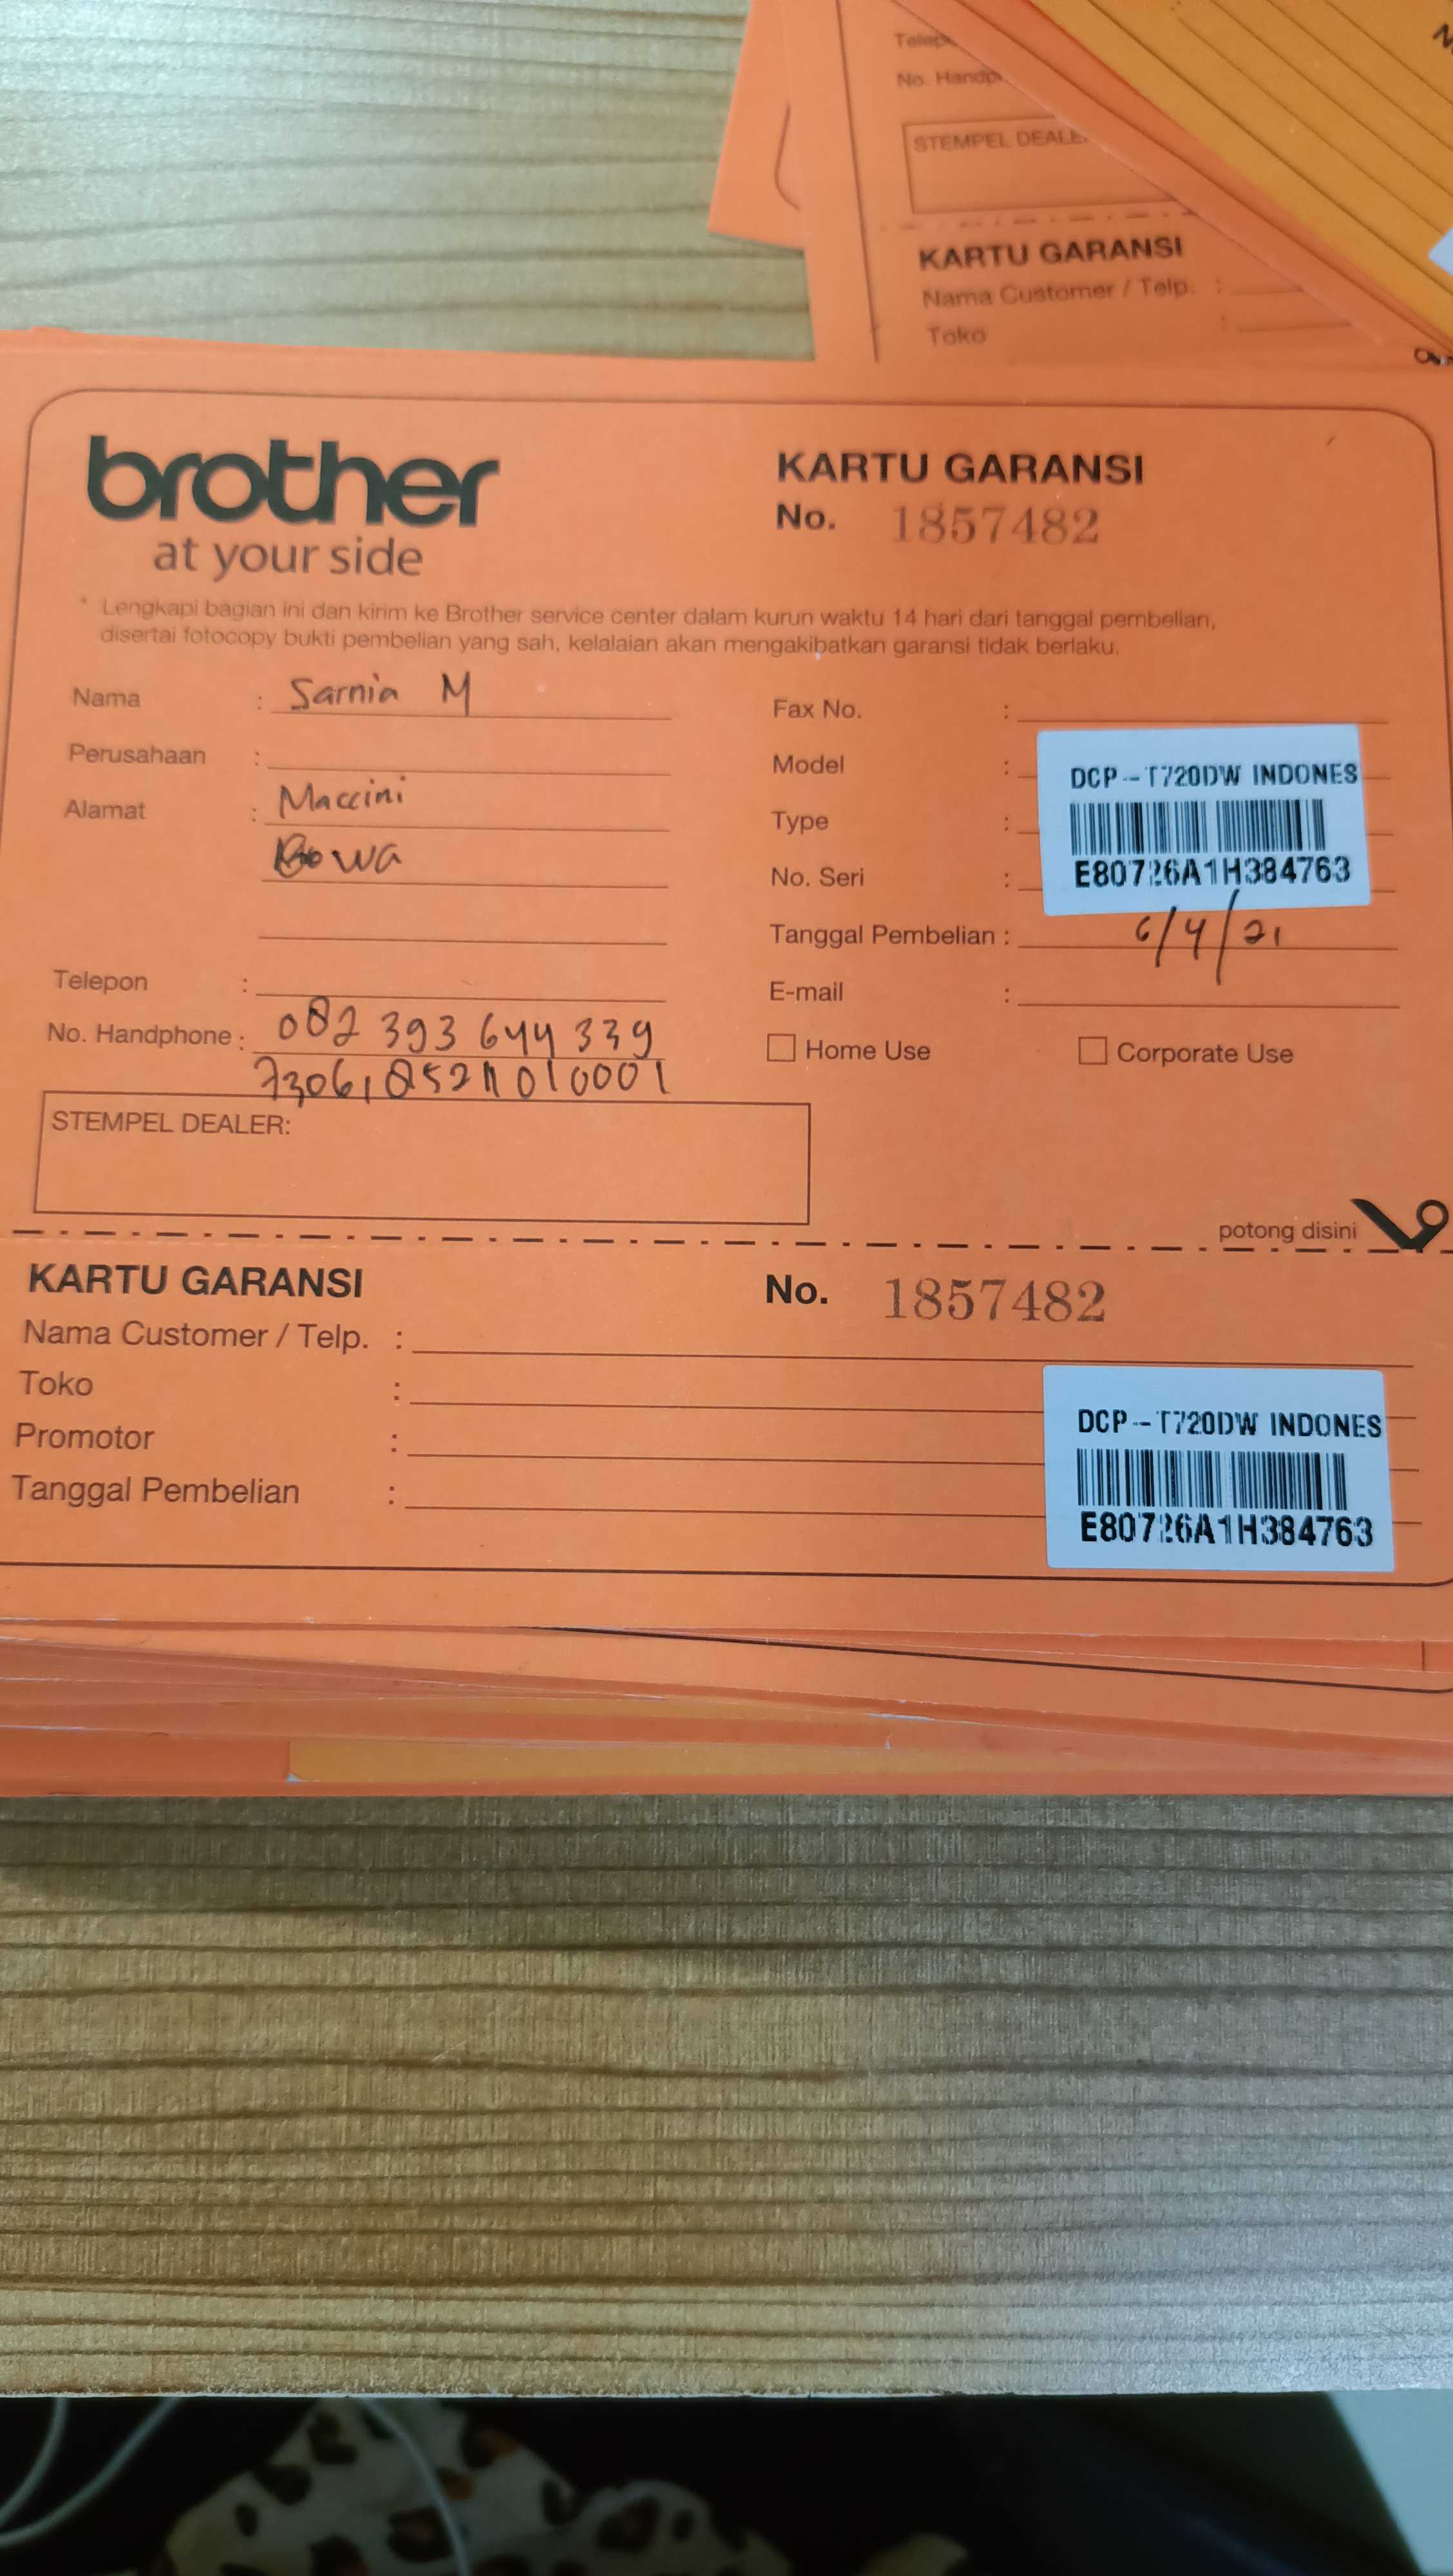 No. Handp
STEMPEL DEALE
KARTU GARANSI
Nama Customer / Telp. :
Toko :
brother
at your side
KARTU GARANSI
No. 1857482
* Lengkapi bagian ini dan kirim ke Brother service center dalam kurun waktu 14 hari dari tanggal pembelian,
disertai fotocopy bukti pembelian yang sah, kelalaian akan mengakibatkan garansi tidak berlaku.
Nama : Sarnia M
Perusahaan :
Alamat : Maccini
Gowa
Telepon :
No. Handphone : 082 393 644 339
STEMPEL DEALER:
Fax No. :
Model :
Type :
No. Seri :
DCP-T720DW INDONES
E80726A1H384763
Tanggal Pembelian : 6/4/21
E-mail :
Home Use
Corporate Use
potong disini
KARTU GARANSI
No. 1857482
Nama Customer / Telp. :
Toko :
Promotor :
Tanggal Pembelian :
DCP-T720DW INDONES
E80726A1H384763